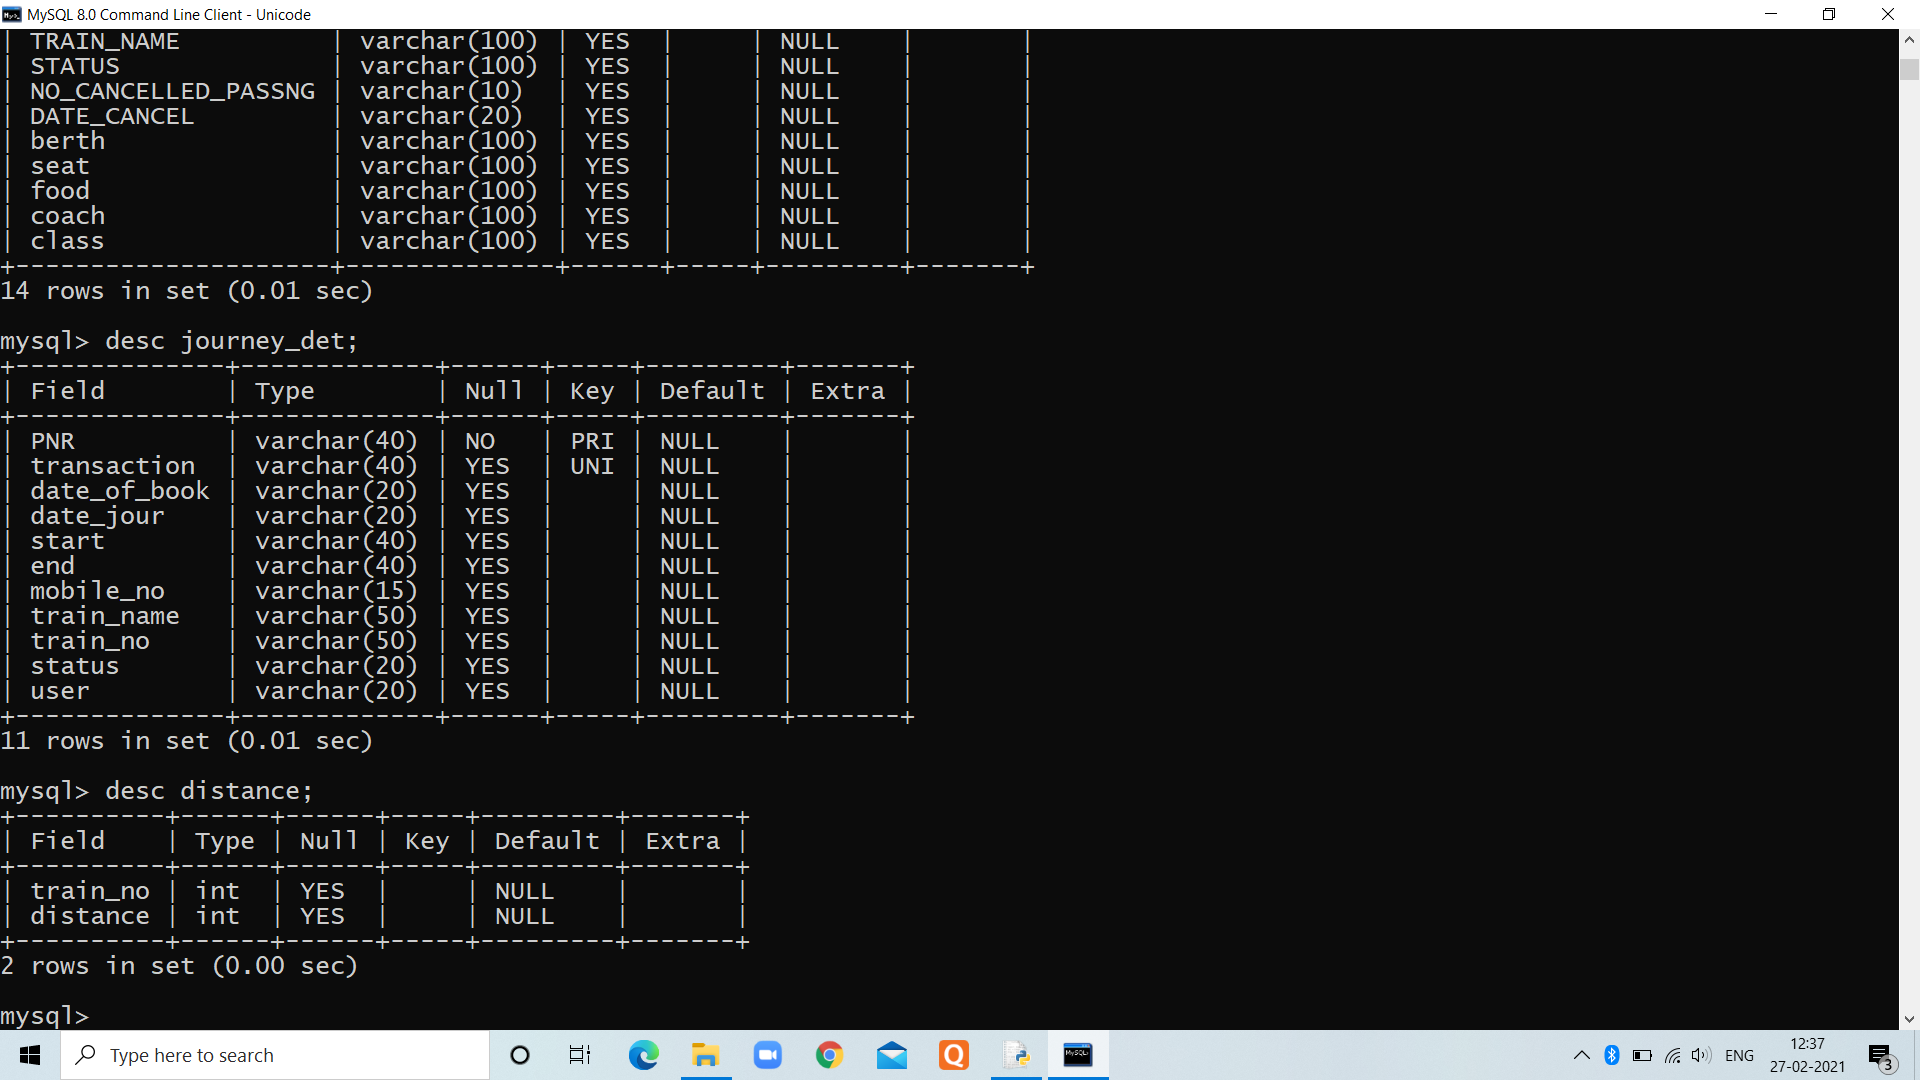 MySQL 8.0 Command Line Client - Unicode
| TRAIN_NAME          | varchar(100) | YES  |     | NULL    |       |
| STATUS              | varchar(100) | YES  |     | NULL    |       |
| NO_CANCELLED_PASSNG | varchar(10)  | YES  |     | NULL    |       |
| DATE_CANCEL         | varchar(20)  | YES  |     | NULL    |       |
| berth               | varchar(100) | YES  |     | NULL    |       |
| seat                | varchar(100) | YES  |     | NULL    |       |
| food                | varchar(100) | YES  |     | NULL    |       |
| coach               | varchar(100) | YES  |     | NULL    |       |
| class               | varchar(100) | YES  |     | NULL    |       |
+---------------------+--------------+------+-----+---------+-------+
14 rows in set (0.01 sec)
mysql> desc journey_det;
+--------------+-------------+------+-----+---------+-------+
| Field        | Type        | Null | Key | Default | Extra |
+--------------+-------------+------+-----+---------+-------+
| PNR          | varchar(40) | NO   | PRI | NULL    |       |
| transaction  | varchar(40) | YES  | UNI | NULL    |       |
| date_of_book | varchar(20) | YES  |     | NULL    |       |
| date_jour    | varchar(20) | YES  |     | NULL    |       |
| start        | varchar(40) | YES  |     | NULL    |       |
| end          | varchar(40) | YES  |     | NULL    |       |
| mobile_no    | varchar(15) | YES  |     | NULL    |       |
| train_name   | varchar(50) | YES  |     | NULL    |       |
| train_no     | varchar(50) | YES  |     | NULL    |       |
| status       | varchar(20) | YES  |     | NULL    |       |
| user         | varchar(20) | YES  |     | NULL    |       |
+--------------+-------------+------+-----+---------+-------+
11 rows in set (0.01 sec)
mysql> desc distance;
+----------+------+------+-----+---------+-------+
| Field    | Type | Null | Key | Default | Extra |
+----------+------+------+-----+---------+-------+
| train_no | int  | YES  |     | NULL    |       |
| distance | int  | YES  |     | NULL    |       |
+----------+------+------+-----+---------+-------+
2 rows in set (0.00 sec)
mysql>
Type here to search
ENG
12:37
27-02-2021
3